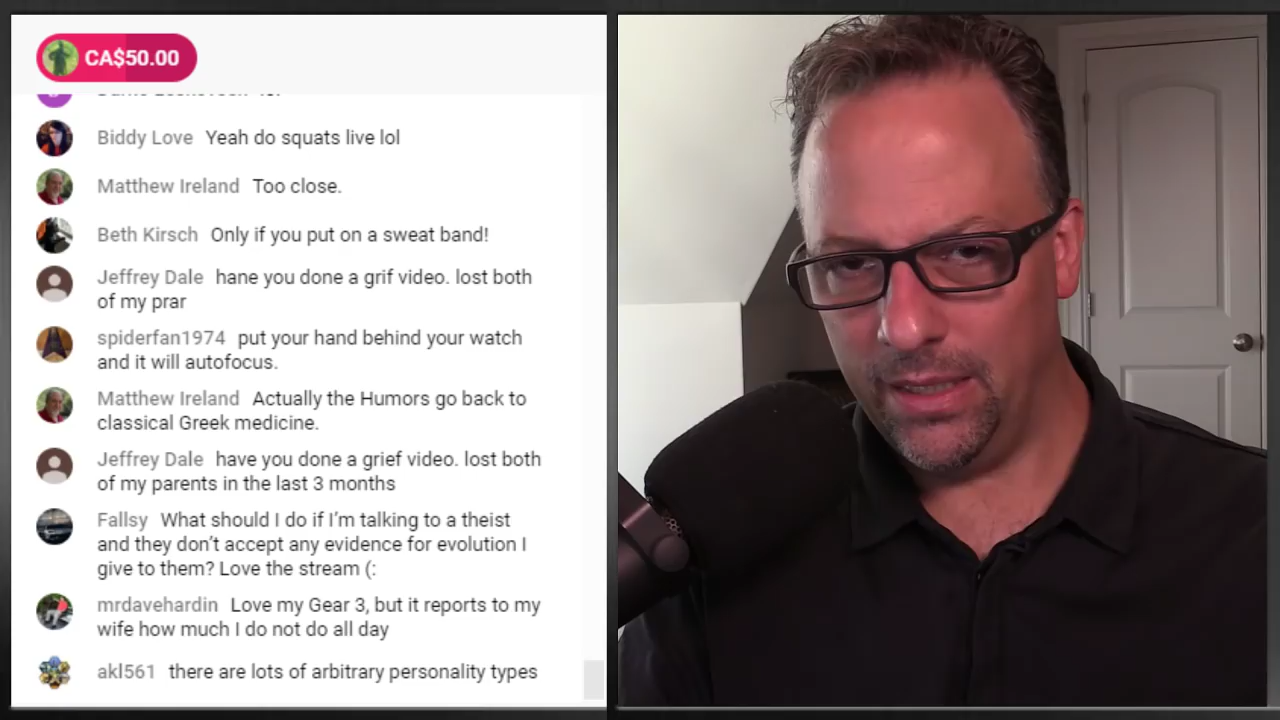 CA$50.00
Biddy Love Yeah do squats live lol
Matthew Ireland Too close.
Beth Kirsch Only if you put on a sweat band!
Jeffrey Dale hane you done a grif video. lost both
of my prar
spiderfan1974 put your hand behind your watch
and it will autofocus.
Matthew Ireland Actually the Humors go back to
classical Greek medicine.
Jeffrey Dale have you done a grief video. lost both
of my parents in the last 3 months
Fallsy What should I do if I'm talking to a theist
and they don't accept any evidence for evolution I
give to them? Love the stream (:
mrdavehardin Love my Gear 3, but it reports to my
wife how much I do not do all day
akl561 there are lots of arbitrary personality types